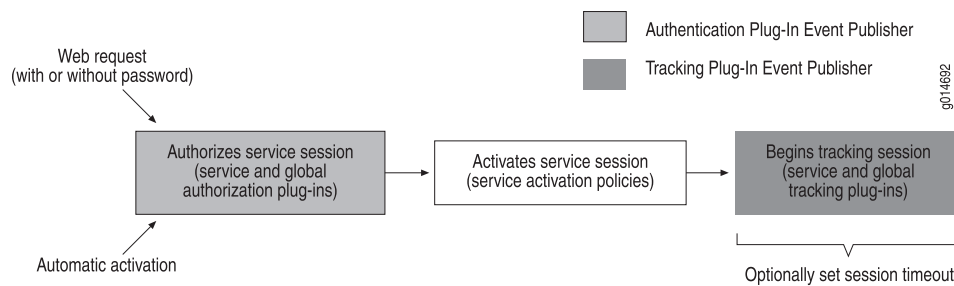 Authentication Plug-In Event Publisher
Tracking Plug-In Event Publisher
g014692
Web request
(with or without password)
Authorizes service session
(service and global
authorization plug-ins)
Activates service session
(service activation policies)
Begins tracking session
(service and global
tracking plug-ins)
Automatic activation
Optionally set session timeout